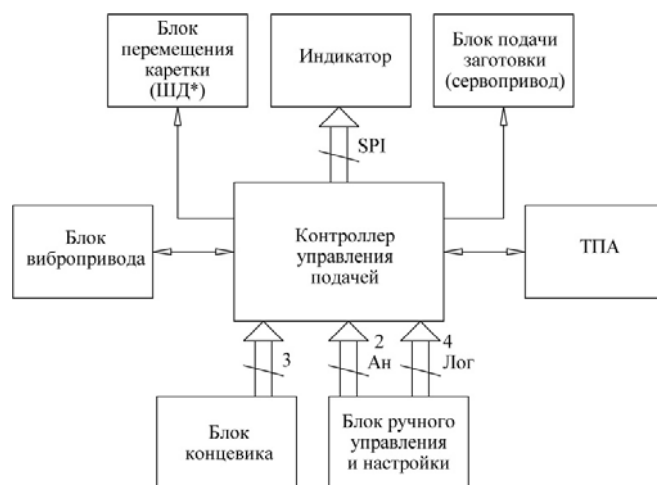 Блок
перемещения
каретки
(ШД*)
Индикатор
Блок подачи
заготовки
(сервопривод)
SPI
Блок
вибропривода
Контроллер
управления
подачей
ТПА
3
2
Ан
4
Лог
Блок
концевика
Блок ручного
управления
и настройки